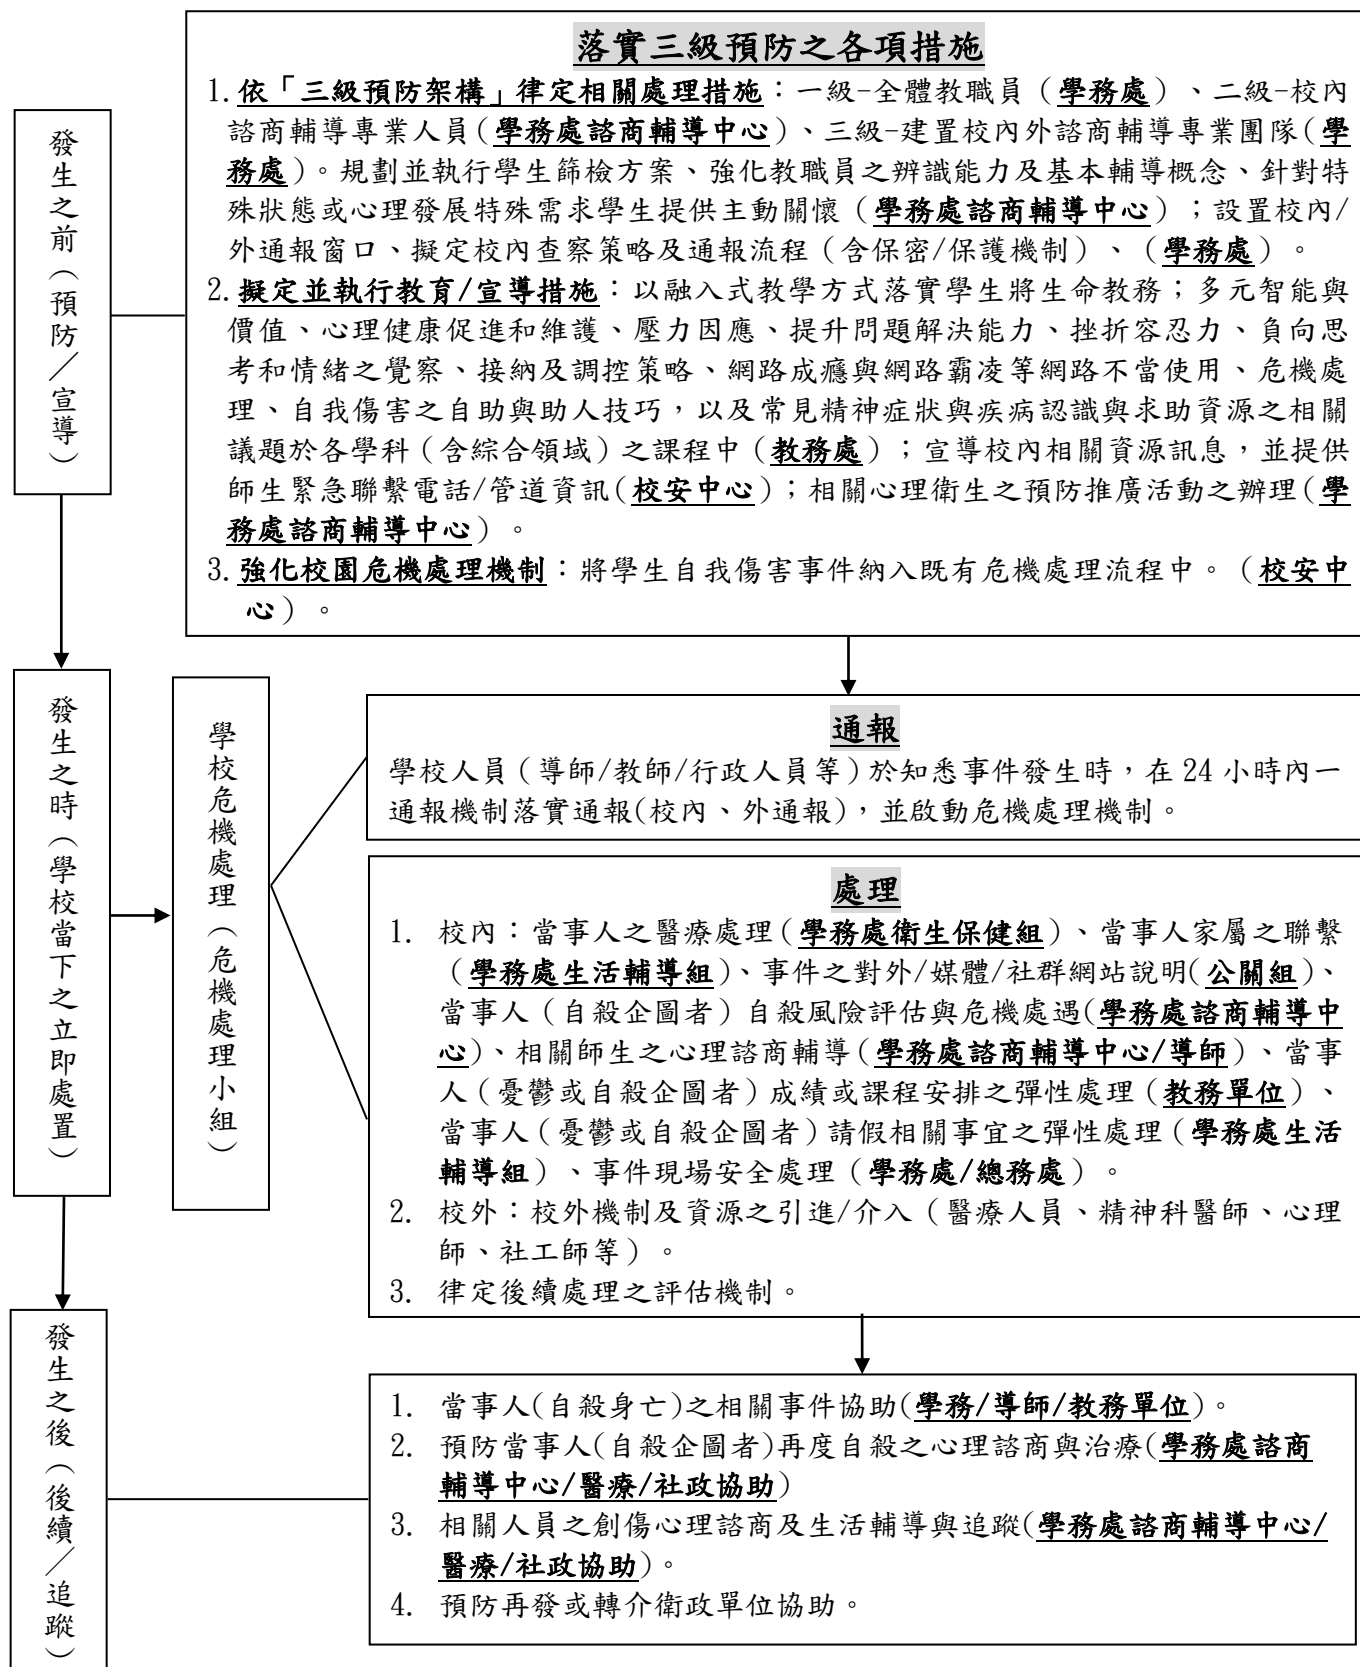 落實三級預防之各項措施
1.依「三級預防架構」律定相關處理措施：一級-全體教職員（學務處）、二級-校內
諮商輔導專業人員(學務處諮商輔導中心)、三級-建置校內外諮商輔導專業團隊(學
務處)。規劃並執行學生篩檢方案、強化教職員之辨識能力及基本輔導概念、針對特
殊狀態或心理發展特殊需求學生提供主動關懷（學務處諮商輔導中心）；設置校內/
外通報窗口、擬定校內查察策略及通報流程（含保密/保護機制）、（學務處）。
2.擬定並執行教育/宣導措施：以融入式教學方式落實學生將生命教務；多元智能與
價值、心理健康促進和維護、壓力因應、提升問題解決能力、挫折容忍力、負向思
考和情緒之覺察、接納及調控策略、網路成癮與網路霸凌等網路不當使用、危機處
理、自我傷害之自助與助人技巧，以及常見精神症狀與疾病認識與求助資源之相關
議題於各學科（含綜合領域）之課程中（教務處）；宣導校內相關資源訊息，並提供
師生緊急聯繫電話/管道資訊(校安中心)；相關心理衛生之預防推廣活動之辦理(學
務處諮商輔導中心）。
3.強化校園危機處理機制：將學生自我傷害事件納入既有危機處理流程中。（校安中
心）。
發生之前（預防／宣導）
發生之時（學校當下之立即處置）
學校危機處理（危機處理小組）
通報
學校人員（導師/教師/行政人員等）於知悉事件發生時，在 24 小時內一
通報機制落實通報(校內、外通報)，並啟動危機處理機制。
處理
1. 校內：當事人之醫療處理（學務處衛生保健組）、當事人家屬之聯繫
（學務處生活輔導組）、事件之對外/媒體/社群網站說明(公關組)、
當事人（自殺企圖者）自殺風險評估與危機處遇(學務處諮商輔導中
心)、相關師生之心理諮商輔導（學務處諮商輔導中心/導師）、當事
人（憂鬱或自殺企圖者）成績或課程安排之彈性處理（教務單位）、
當事人（憂鬱或自殺企圖者）請假相關事宜之彈性處理（學務處生活
輔導組）、事件現場安全處理（學務處/總務處）。
2. 校外：校外機制及資源之引進/介入（醫療人員、精神科醫師、心理
師、社工師等）。
3. 律定後續處理之評估機制。
發生之後（後續／追蹤）
1. 當事人(自殺身亡)之相關事件協助(學務/導師/教務單位)。
2. 預防當事人(自殺企圖者)再度自殺之心理諮商與治療(學務處諮商
輔導中心/醫療/社政協助)
3. 相關人員之創傷心理諮商及生活輔導與追蹤(學務處諮商輔導中心/
醫療/社政協助)。
4. 預防再發或轉介衛政單位協助。